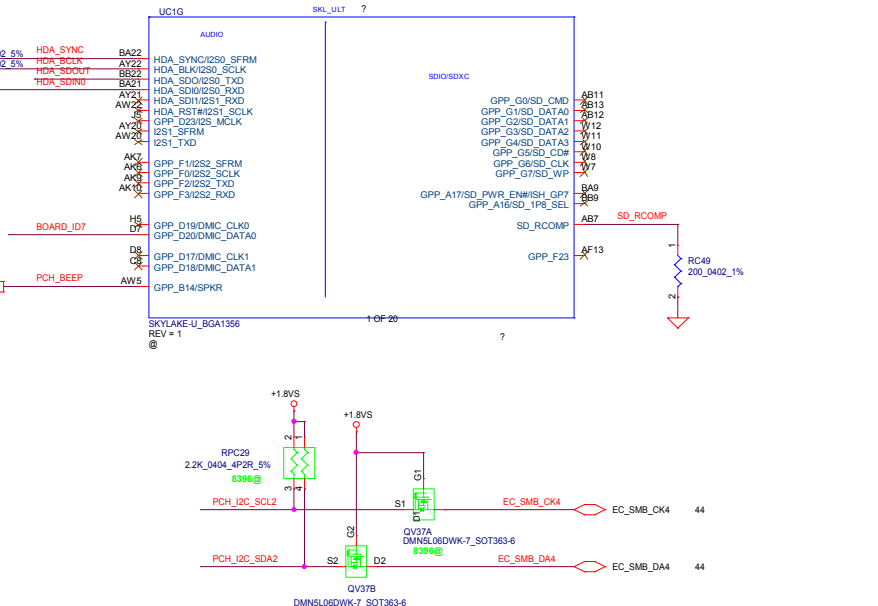 UC1G
SKL_ULT ?
AUDIO
SDIO/SDXC
02_5% HDA_SYNC BA22 HDA_SYNC/I2S0_SFRM
02_5% HDA_BCLK AY22 HDA_BLK/I2S0_SCLK
HDA_SDOUT BB22 HDA_SDO/I2S0_TXD
HDA_SDIN0 BA21 HDA_SDI0/I2S0_RXD
AY21 HDA_SDI1/I2S1_RXD
AW22 HDA_RST#/I2S1_SCLK
J5 GPP_D23/I2S_MCLK
AY20 I2S1_SFRM
AW20 I2S1_TXD
AK7 GPP_F1/I2S2_SFRM
AK6 GPP_F0/I2S2_SCLK
AK9 GPP_F2/I2S2_TXD
AK10 GPP_F3/I2S2_RXD
H5 GPP_D19/DMIC_CLK0
BOARD_ID7 D7 GPP_D20/DMIC_DATA0
D8 GPP_D17/DMIC_CLK1
C8 GPP_D18/DMIC_DATA1
PCH_BEEP AW5 GPP_B14/SPKR
GPP_G0/SD_CMD AB11
GPP_G1/SD_DATA0 AB13
GPP_G2/SD_DATA1 AB12
GPP_G3/SD_DATA2 W12
GPP_G4/SD_DATA3 W11
GPP_G5/SD_CD# W10
GPP_G6/SD_CLK W8
GPP_G7/SD_WP W7
GPP_A17/SD_PWR_EN#/ISH_GP7 BA9
GPP_A16/SD_1P8_SEL BB9
SD_RCOMP AB7 SD_RCOMP
GPP_F23 AF13
1
RC49
200_0402_1%
2
SKYLAKE-U_BGA1356
1 OF 20
REV = 1
?
@
+1.8VS
+1.8VS
2 1
RPC29
2.2K_0404_4P2R_5%
8396@
3 4
G1
PCH_I2C_SCL2 S1 D1 EC_SMB_CK4 EC_SMB_CK4 44
QV37A
DMN5L06DWK-7_SOT363-6
8396@
G2
PCH_I2C_SDA2 S2 D2 EC_SMB_DA4 EC_SMB_DA4 44
QV37B
DMN5L06DWK-7_SOT363-6